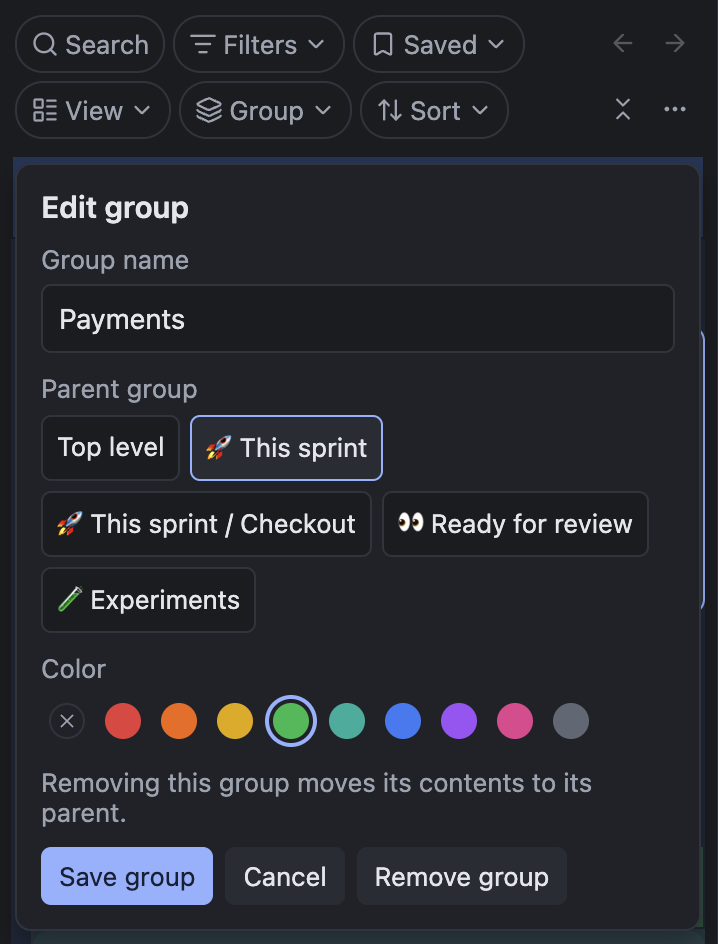 Search Filters Saved
View Group Sort
Edit group
Group name
Payments
Parent group
Top level 🚀 This sprint
🚀 This sprint / Checkout 👀 Ready for review
🧪 Experiments
Color
Removing this group moves its contents to its
parent.
Save group Cancel Remove group